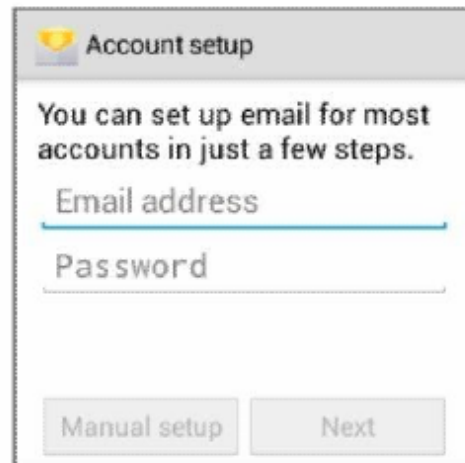 Account setup
You can set up email for most
accounts in just a few steps.
Email address
Password
Manual setup
Next